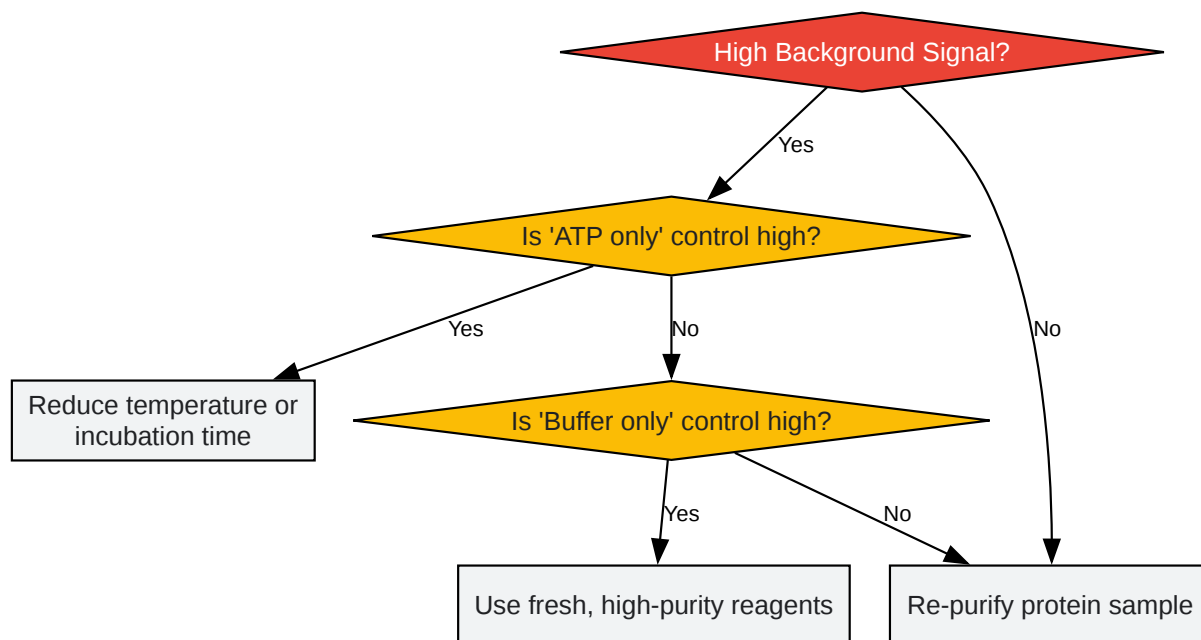 High Background Signal?
Yes
Is 'ATP only' control high?
Yes
No
No
Reduce temperature or
incubation time
Is 'Buffer only' control high?
Yes
No
Use fresh, high-purity reagents
Re-purify protein sample